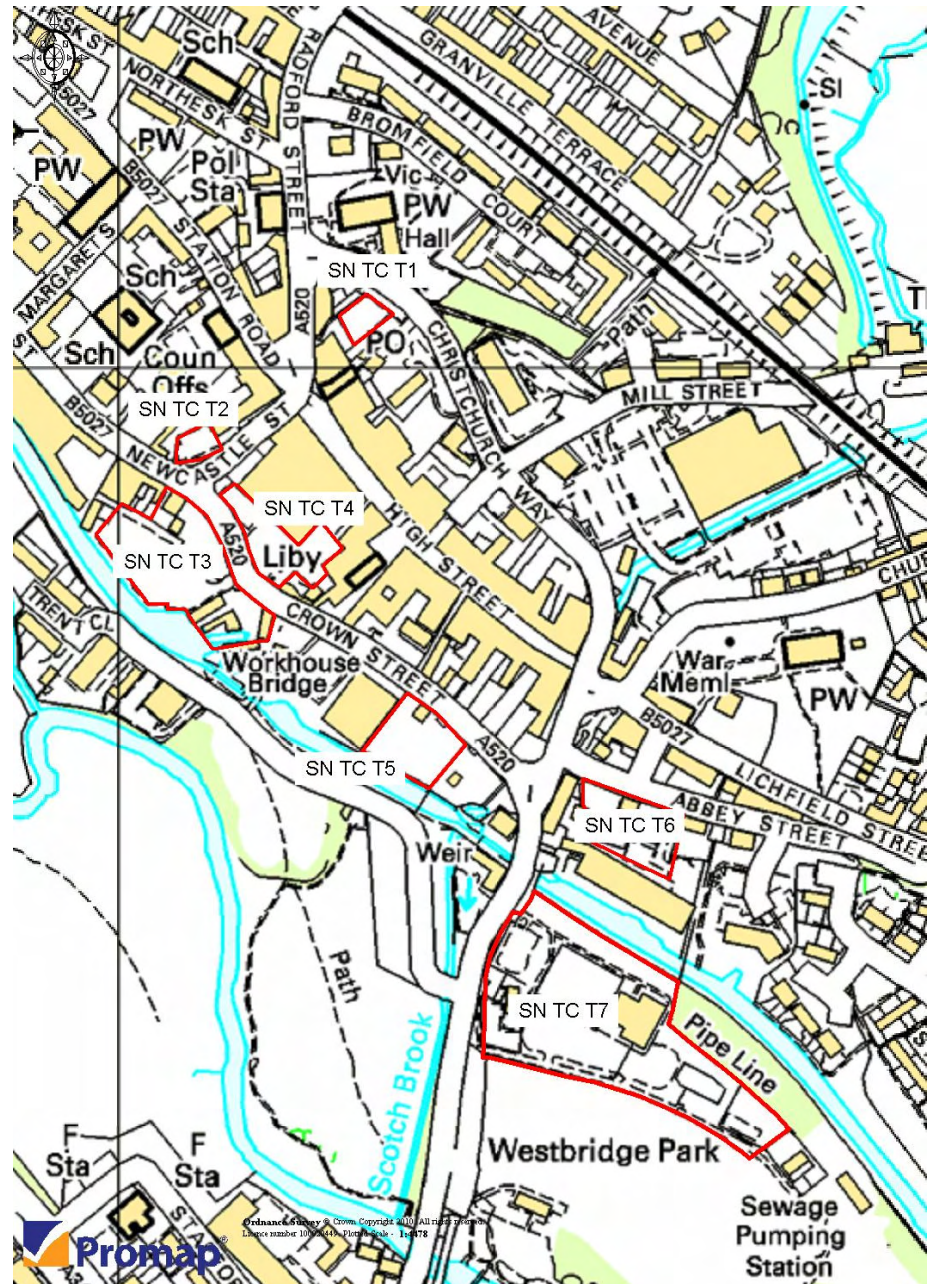 Sch
RADFORD STREET
AVENUE
GRANVILLE TERRACE
SI
B5027
NORTHESK ST
BROMFIELD COURT
PW
PW
Pol
Sta
Vic
PW
Hall
B5027
STATION ROAD
MARGARET S
SN TC T1
A520
Sch
PO
Path
Sch
Coun
Offs
CHRISTCHURCH WAY
MILL STREET
ST
B5027
SN TC T2
NEWCASTLE ST
SN TC T4
HIGH STREET
A520
SN TC T3
Liby
TRENT CL
CROWN STREET
War
Meml
PW
Workhouse
Bridge
B5027
LICHFIELD STREE
A520
SN TC T5
ABBEY STREET
SN TC T6
Weir
Path
SN TC T7
Pipe Line
Scotch Brook
F
Sta
F
Sta
Westbridge Park
Sewage
Pumping
Station
Promap
Ordnance Survey © Crown Copyright 2010. All rights reserved.